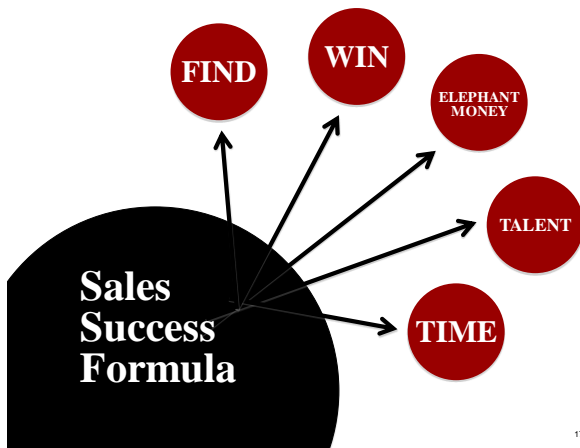 FIND
WIN
ELEPHANT
MONEY
TALENT
TIME
Sales
Success
Formula